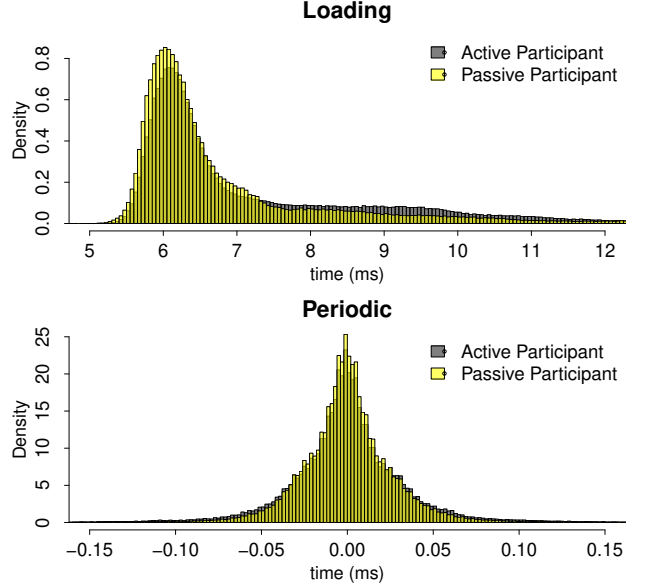 Loading
Density
0.0 0.2 0.4 0.6 0.8
Active Participant
Passive Participant
5 6 7 8 9 10 11 12
time (ms)
Periodic
Density
0 5 10 15 20 25
Active Participant
Passive Participant
−0.15 −0.10 −0.05 0.00 0.05 0.10 0.15
time (ms)